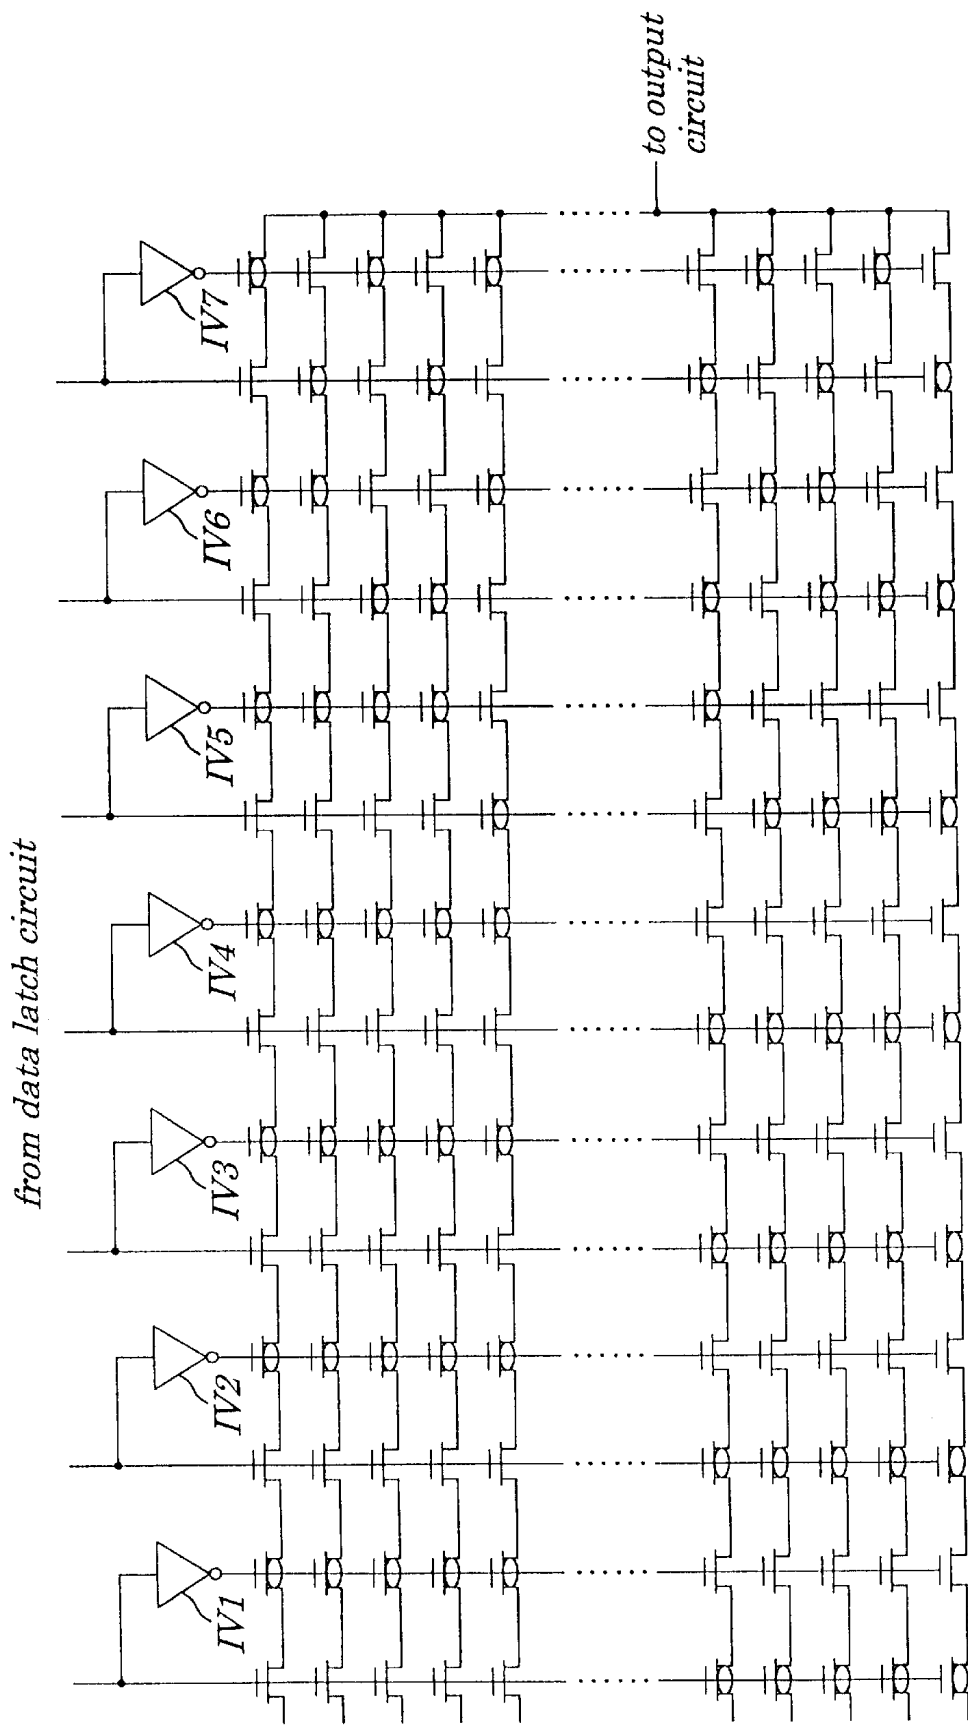 from data latch circuit
IV1
IV2
IV3
IV4
IV5
IV6
IV7
to output
circuit